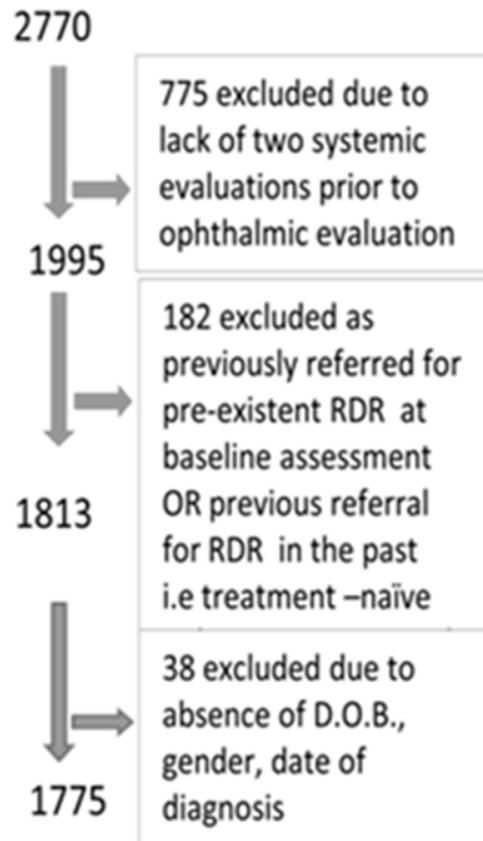 2770
775 excluded due to
lack of two systemic
evaluations prior to
ophthalmic evaluation
1995
182 excluded as
previously referred for
pre-existent RDR at
baseline assessment
OR previous referral
for RDR in the past
i.e treatment –naïve
1813
38 excluded due to
absence of D.O.B.,
gender, date of
diagnosis
1775